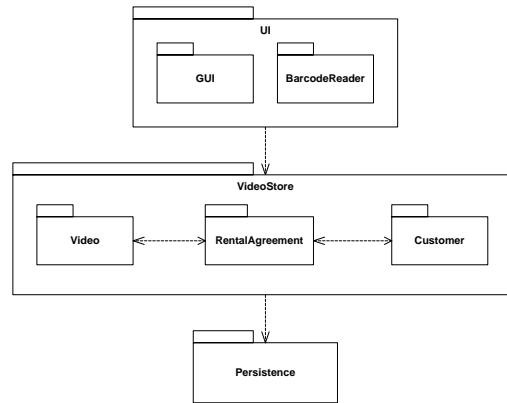 UI
GUI
BarcodeReader
VideoStore
Video
RentalAgreement
Customer
Persistence